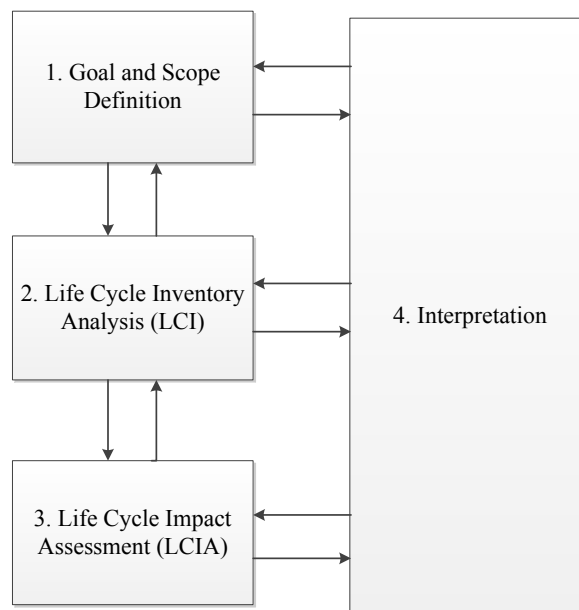 1. Goal and Scope
Definition
2. Life Cycle Inventory
Analysis (LCI)
4. Interpretation
3. Life Cycle Impact
Assessment (LCIA)